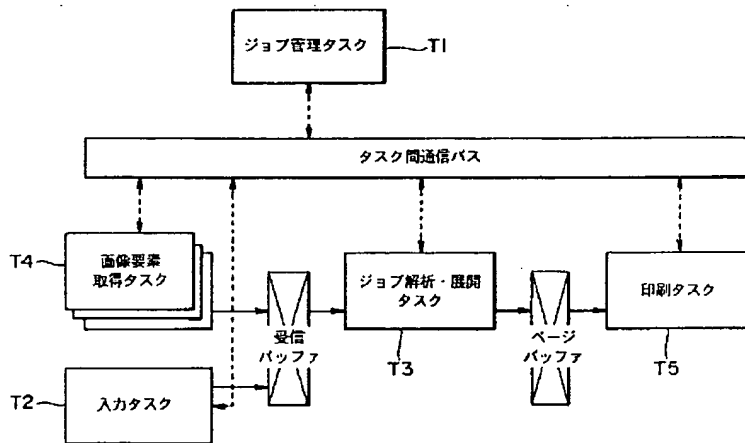 ジョブ管理タスク
T1
タスク間通信バス
T4
画像要素
取得タスク
受信
バッファ
ジョブ解析・展開
タスク
T3
ページ
バッファ
印刷タスク
T5
T2
入力タスク